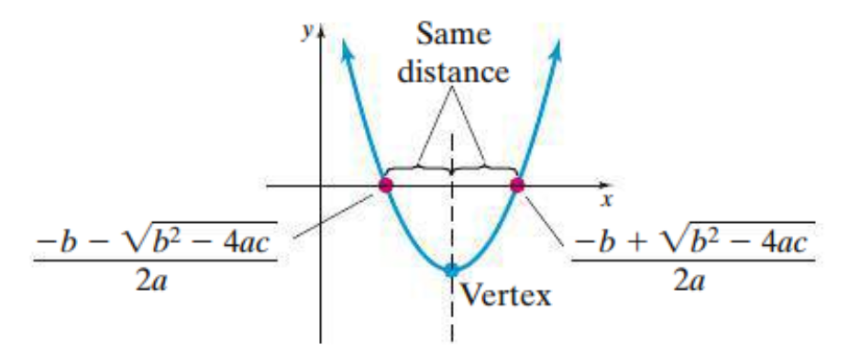 y
Same
distance
x
−b − √b² − 4ac
2a
−b + √b² − 4ac
2a
Vertex